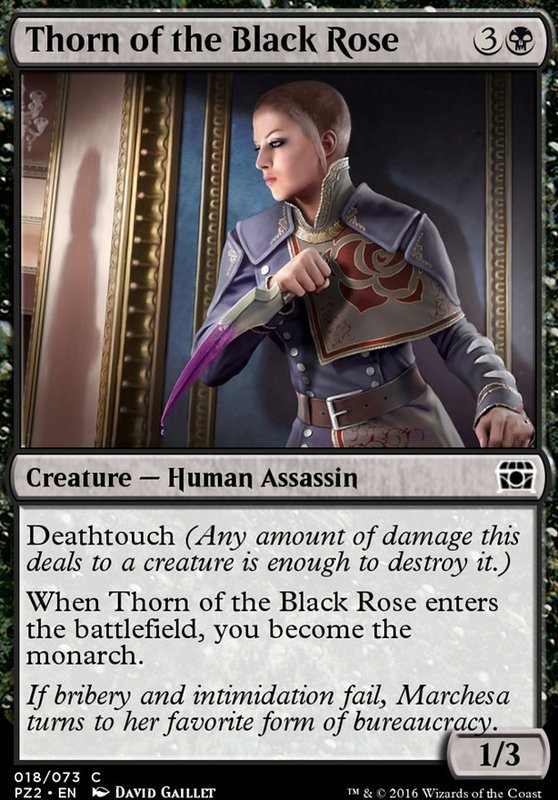 Thorn of the Black Rose 3
Creature — Human Assassin
Deathtouch (Any amount of damage this
deals to a creature is enough to destroy it.)
When Thorn of the Black Rose enters
the battlefield, you become the
monarch.
If bribery and intimidation fail, Marchesa
turns to her favorite form of bureaucracy.
1/3
018/073 C
PZ2 • EN DAVID GAILLET ™ & © 2016 Wizards of the Coast